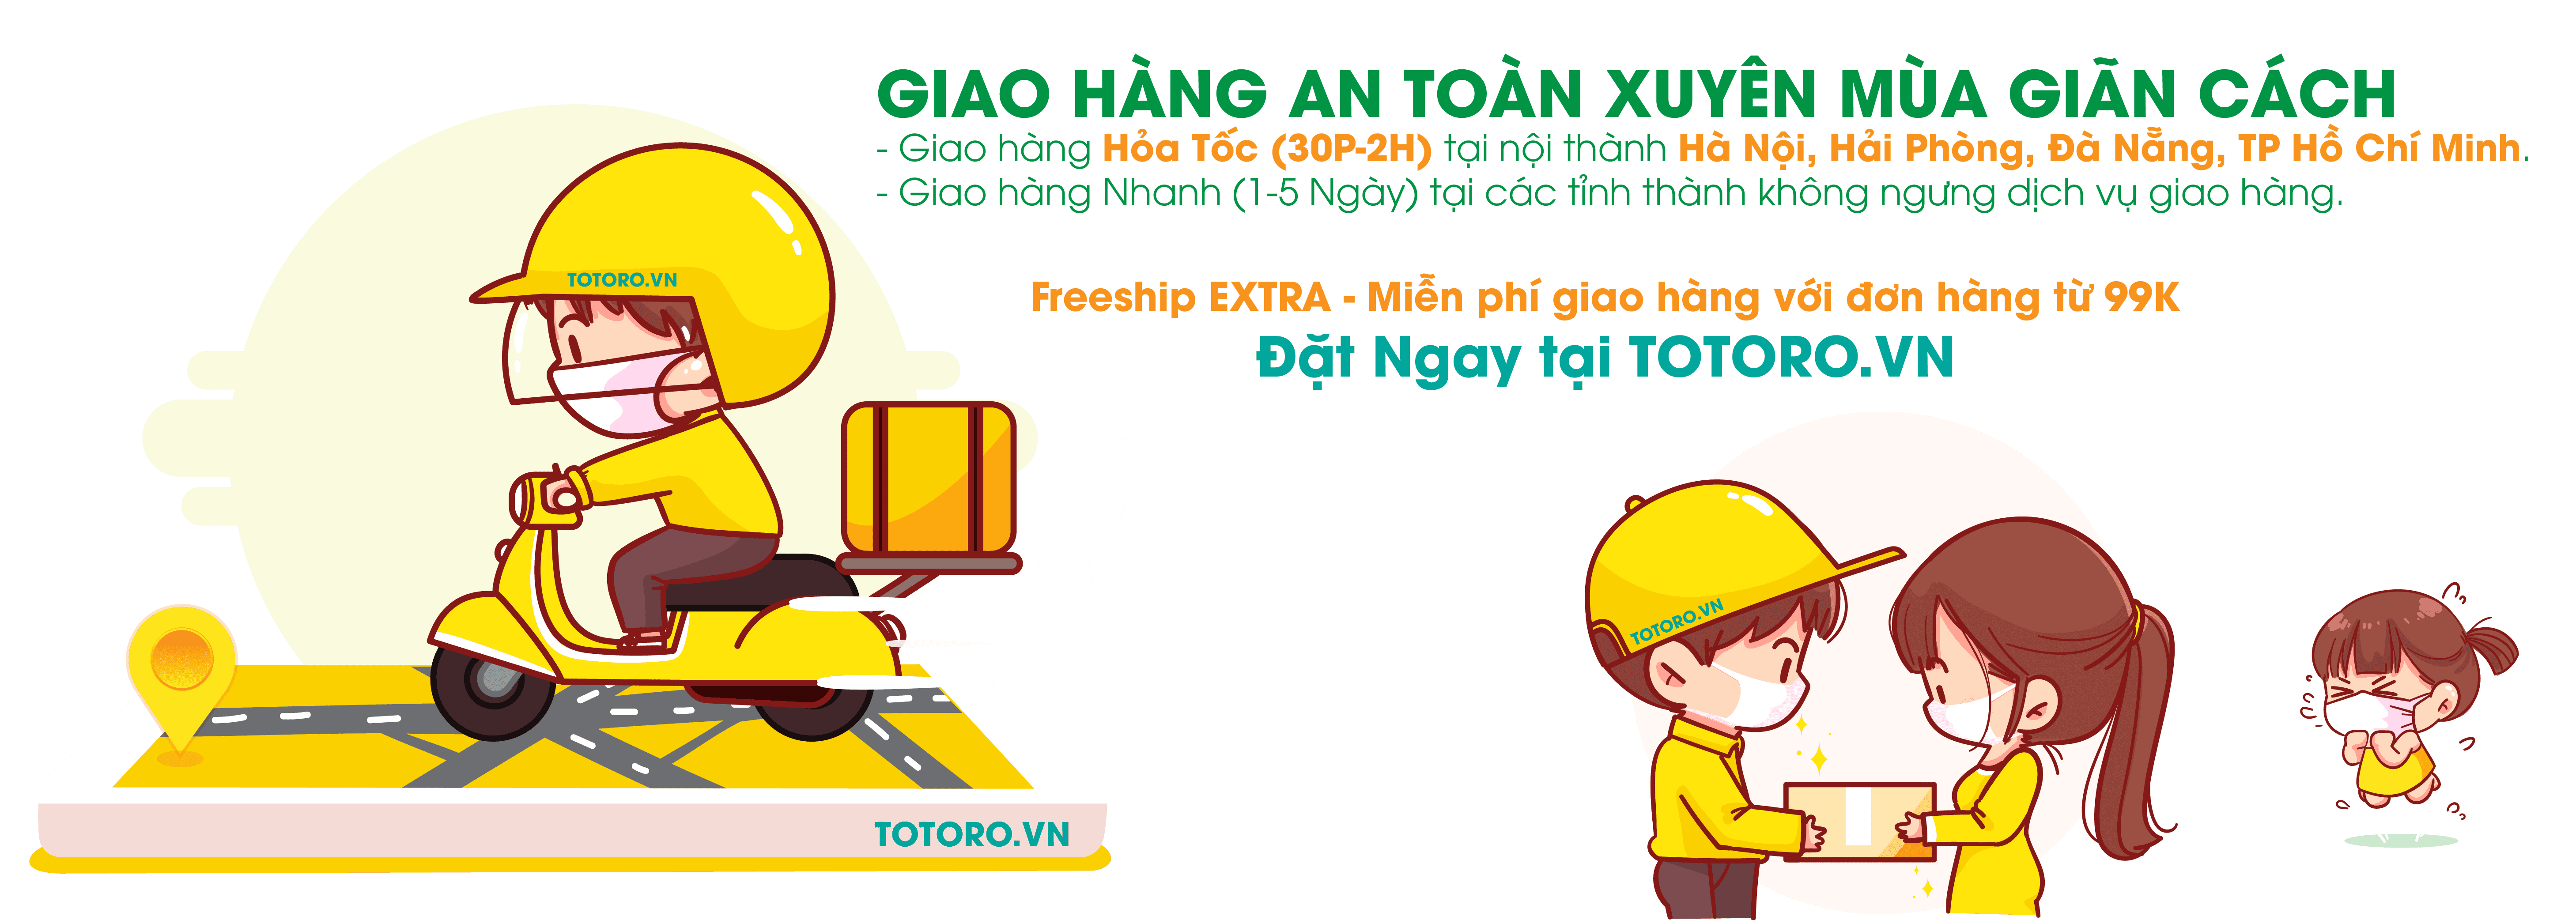 GIAO HÀNG AN TOÀN XUYÊN MÙA GIÃN CÁCH
- Giao hàng Hỏa Tốc (30P-2H) tại nội thành Hà Nội, Hải Phòng, Đà Nẵng, TP Hồ Chí Minh.
- Giao hàng Nhanh (1-5 Ngày) tại các tỉnh thành không ngưng dịch vụ giao hàng.
Freeship EXTRA - Miễn phí giao hàng với đơn hàng từ 99K
Đặt Ngay tại TOTORO.VN
TOTORO.VN
TOTORO.VN
TOTORO.VN